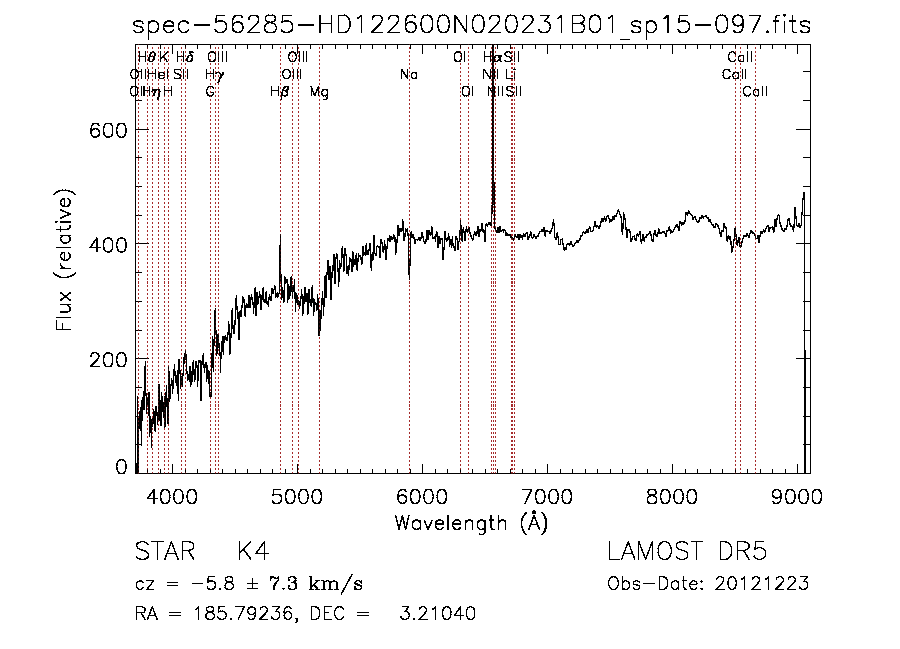 spec-56285-HD122600N020231B01_sp15-097.fits
Hθ K Hδ OIII OIII OI Hα SII CaII
OII HeI SII Hγ OIII Na NII Li CaII
OII Hη H G Hβ Mg OI NII SII CaII
600
400
200
0
Flux (relative)
4000 5000 6000 7000 8000 9000
Wavelength (Å)
STAR K4 LAMOST DR5
cz = −5.8 ± 7.3 km/s Obs-Date: 20121223
RA = 185.79236, DEC = 3.21040